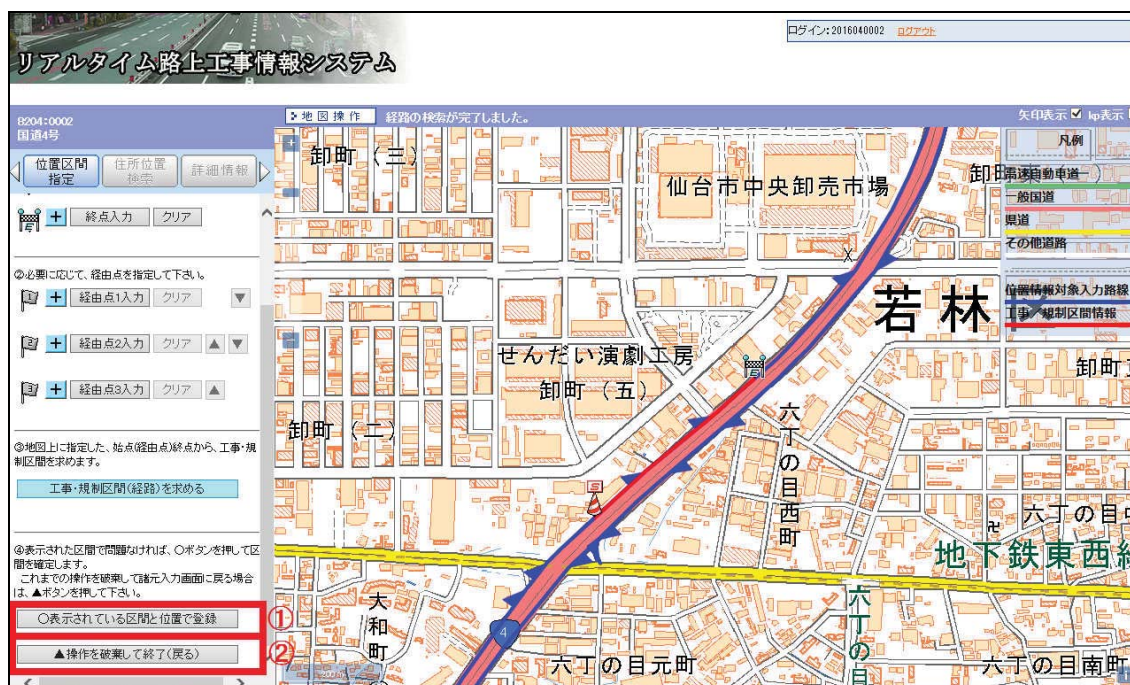 リアルタイム路上工事情報システム
ログイン:2016040002 ログアウト
8204:0002
国道4号
地図操作 経路の検索が完了しました。
矢印表示 kp表示
位置区間指定
住所位置検索
詳細情報
終点入力 クリア
②必要に応じて、経由点を指定して下さい。
経由点1入力 クリア ▼
経由点2入力 クリア ▲ ▼
経由点3入力 クリア ▲
③地図上に指定した、始点(経由点)終点から、工事・規
制区間を求めます。
工事・規制区間(経路)を求める
④表示された区間で問題なければ、○ボタンを押して区
間を確定します。
これまでの操作を破棄して諸元入力画面に戻る場合
は、▲ボタンを押して下さい。
○表示されている区間と位置で登録 ①
▲操作を破棄して終了(戻る) ②
卸町(三)
仙台市中央卸売市場
せんだい演劇工房
卸町(五)
卸町(二)
若林
六丁の目西町
大和町
4
六丁の目元町
六丁の目
六丁の目南町
地下鉄東西線
凡例
高速自動車道
一般国道
県道
その他道路
位置情報対象入力路線
工事・規制区間情報